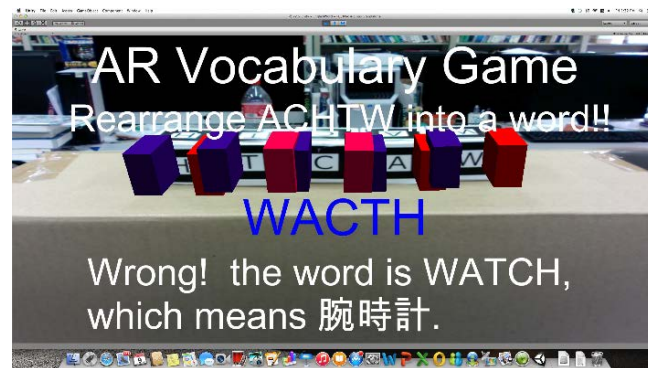 AR Vocabulary Game
Rearrange ACHTW into a word!!
H T C A W
WACTH
Wrong! the word is WATCH,
which means 腕時計.